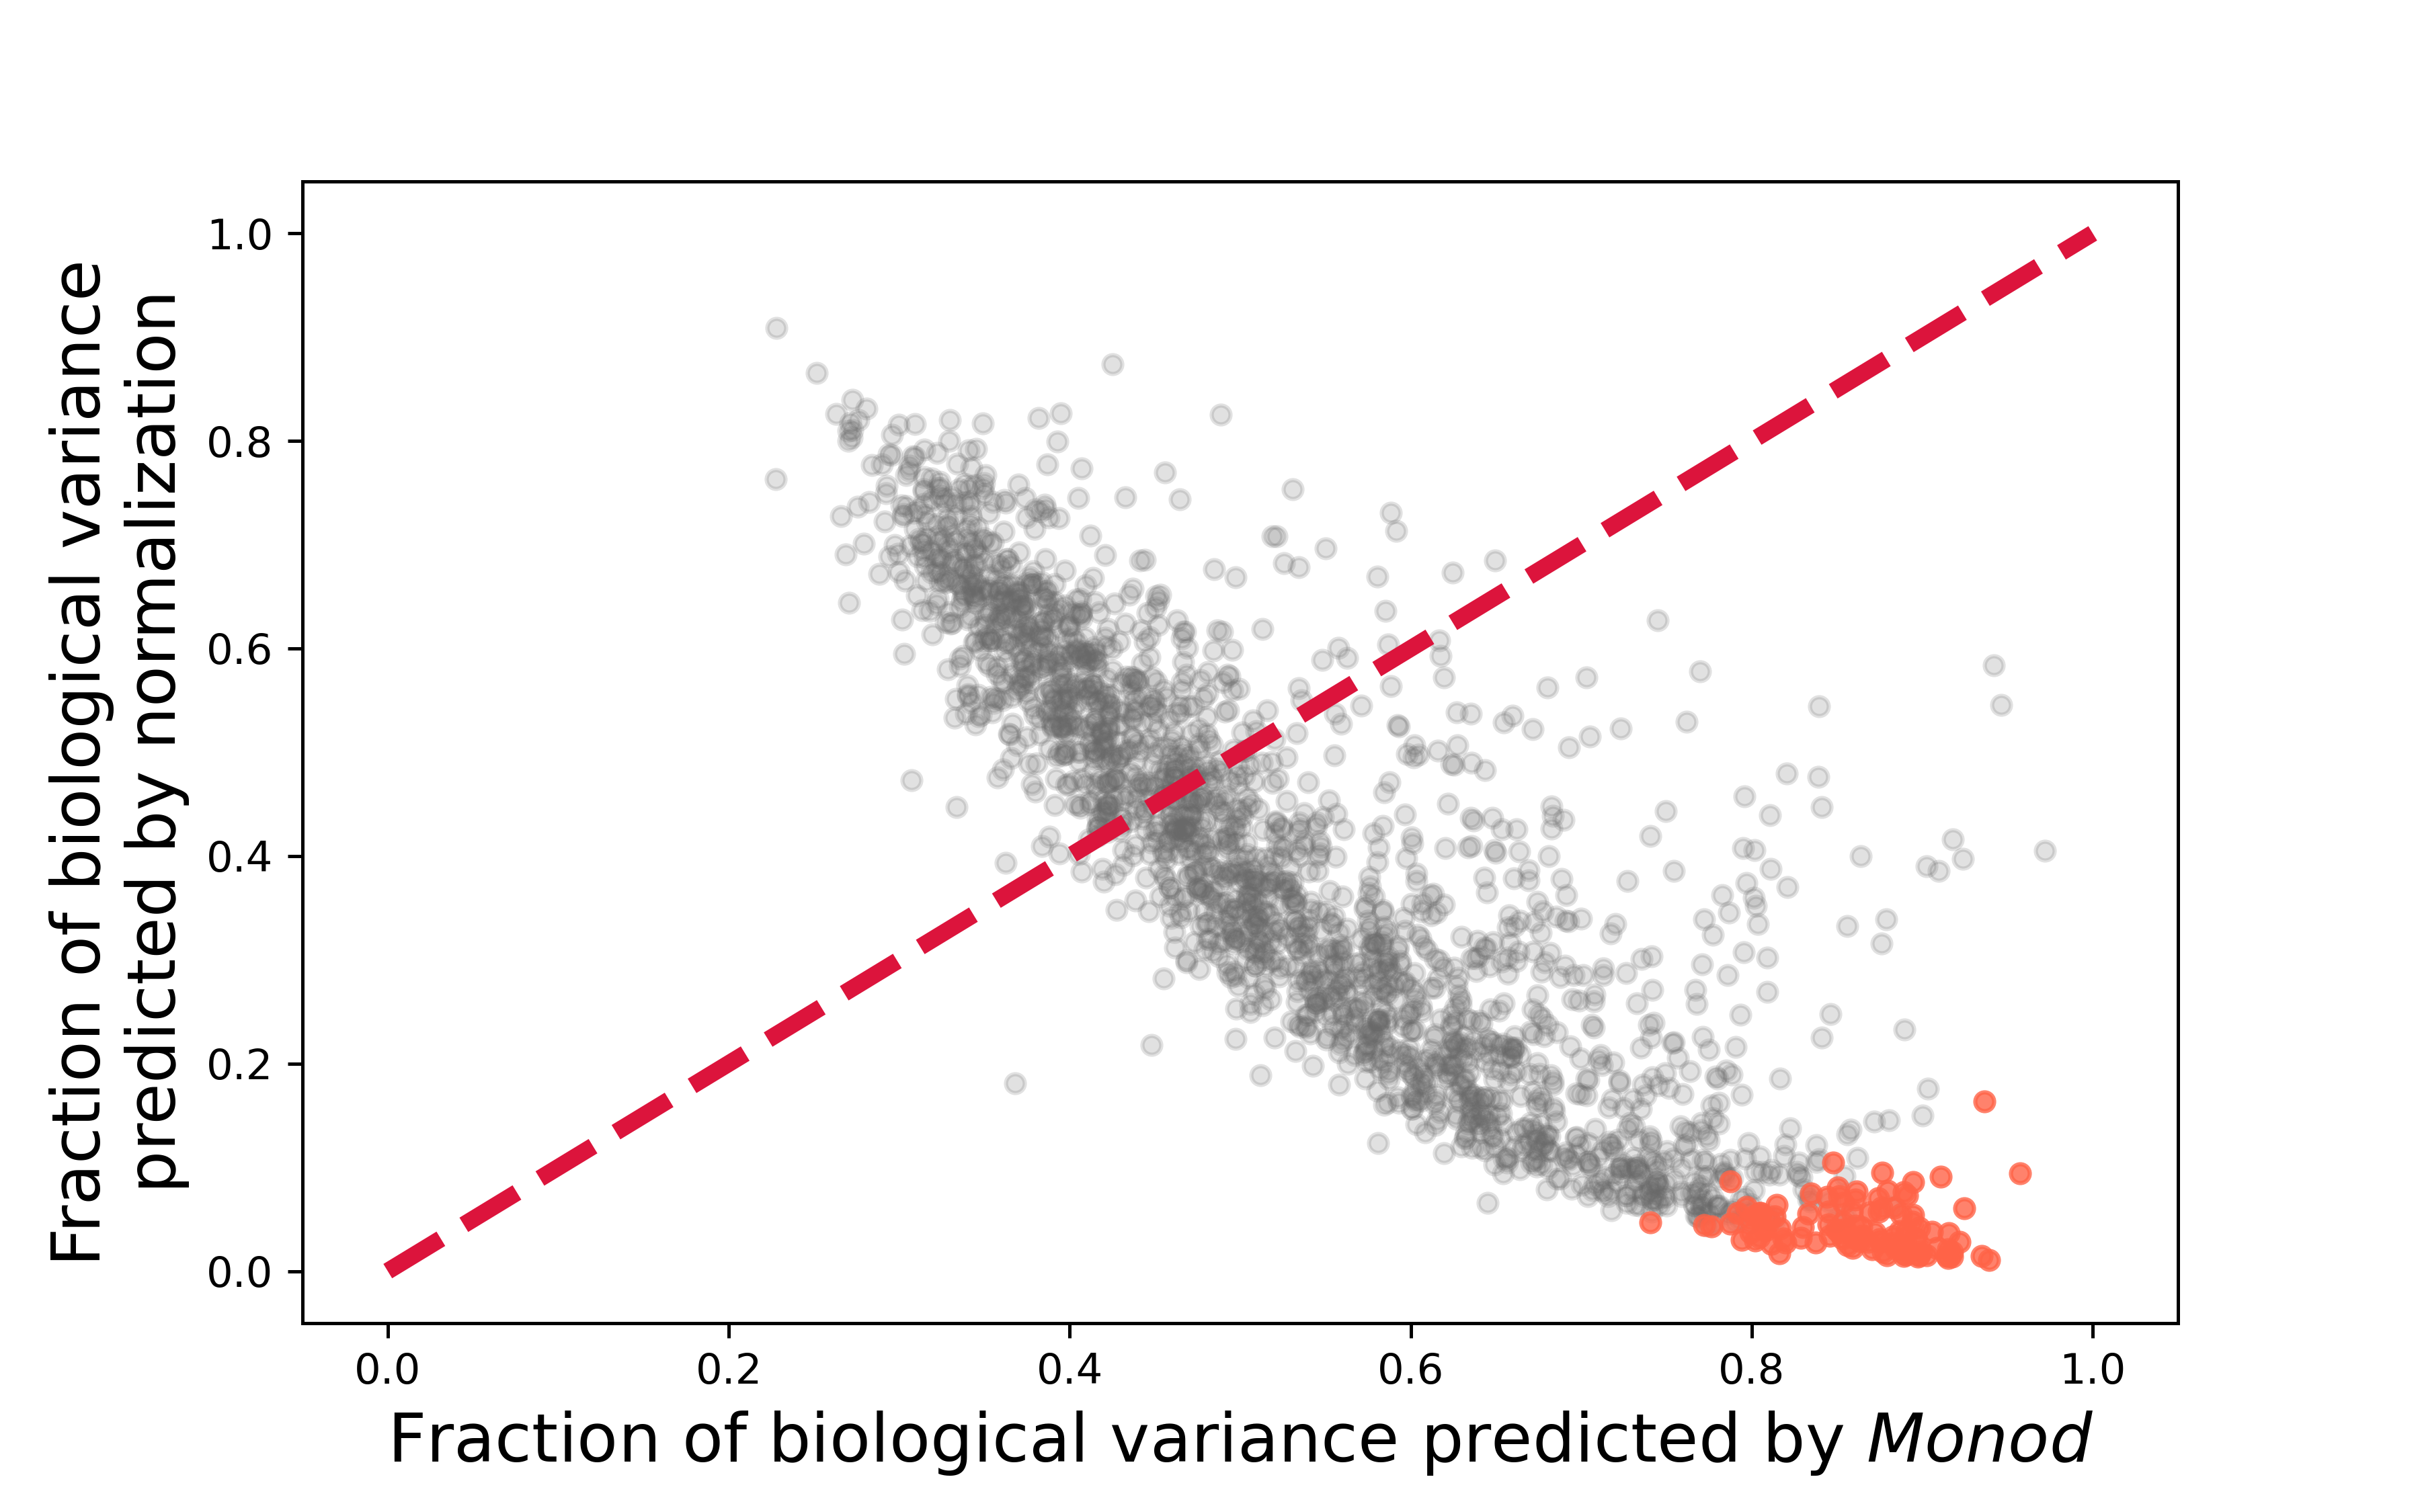 Fraction of biological variance
predicted by normalization
1.0
0.8
0.6
0.4
0.2
0.0
0.0 0.2 0.4 0.6 0.8 1.0
Fraction of biological variance predicted by Monod